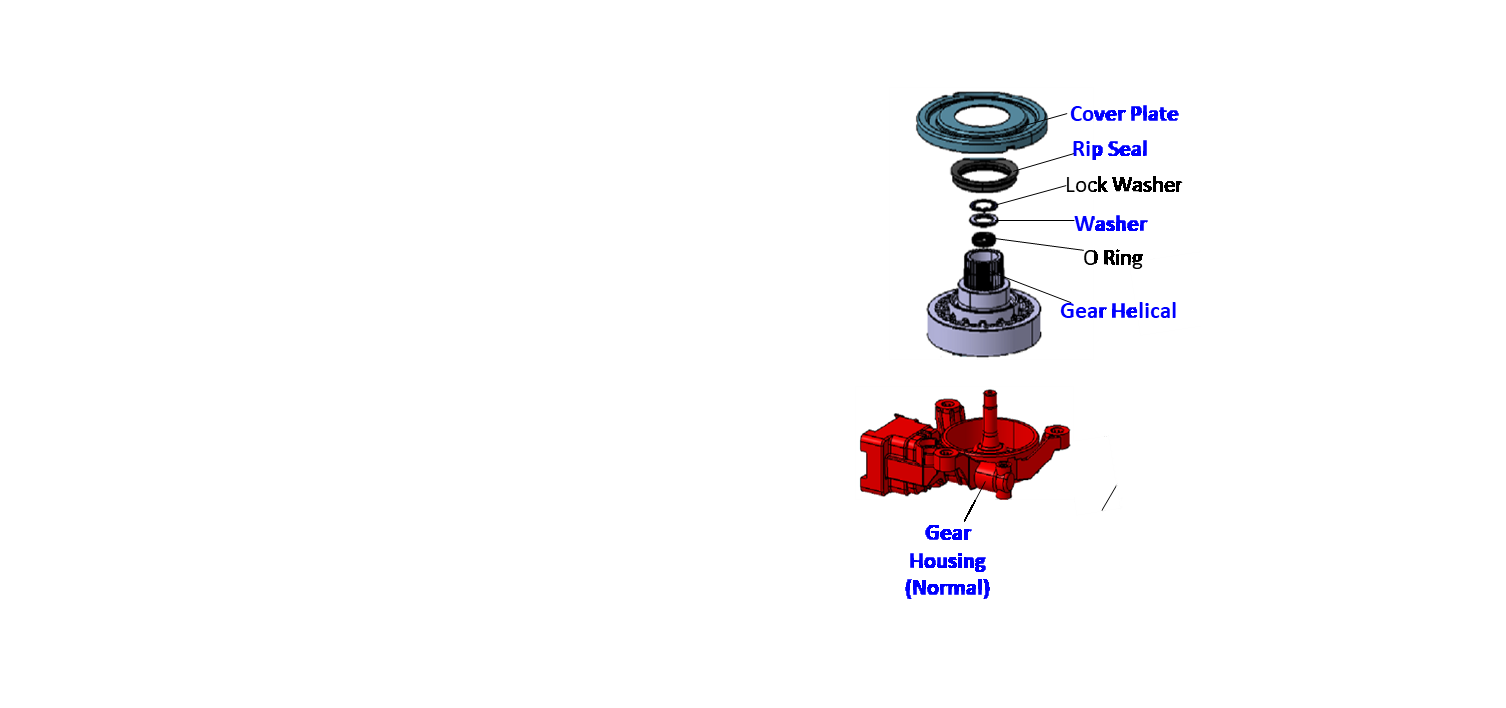 Cover Plate
Rip Seal
Lock Washer
Washer
O Ring
Gear Helical
Gear
Housing
(Normal)